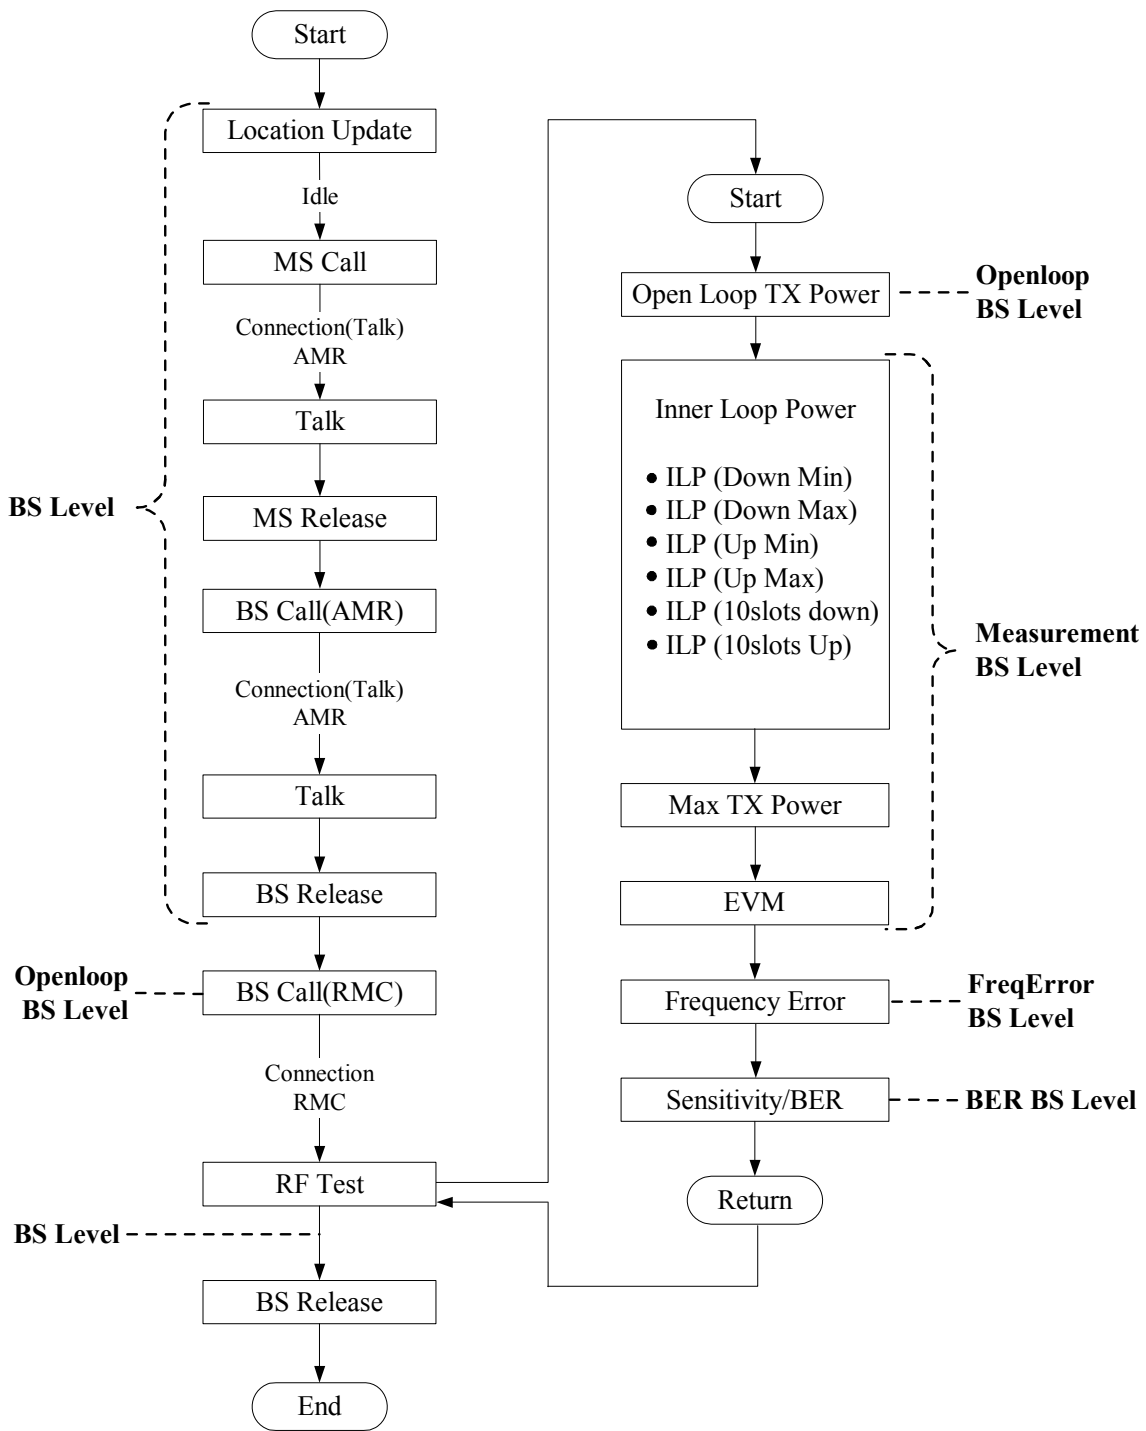 Start
Location Update
Idle
MS Call
Connection(Talk)
AMR
Talk
BS Level
MS Release
BS Call(AMR)
Connection(Talk)
AMR
Talk
BS Release
Openloop
BS Level
BS Call(RMC)
Connection
RMC
RF Test
BS Level
BS Release
End
Start
Open Loop TX Power
Openloop
BS Level
Inner Loop Power
• ILP (Down Min)
• ILP (Down Max)
• ILP (Up Min)
• ILP (Up Max)
• ILP (10slots down)
• ILP (10slots Up)
Measurement
BS Level
Max TX Power
EVM
Frequency Error
FreqError
BS Level
Sensitivity/BER
BER BS Level
Return